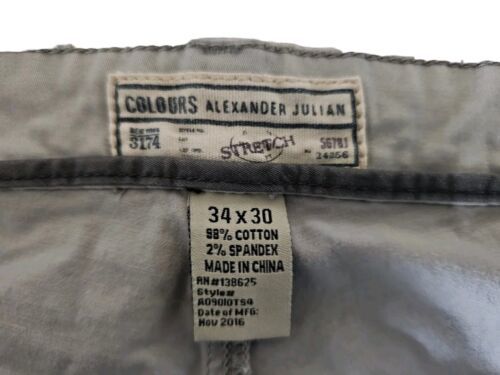 COLOURS ALEXANDER JULIAN
3174
STRETCH
56781
24256
34 x 30
98% COTTON
2% SPANDEX
MADE IN CHINA
RN#138625
Style#
A09010TS4
Date of MFG:
Nov 2016